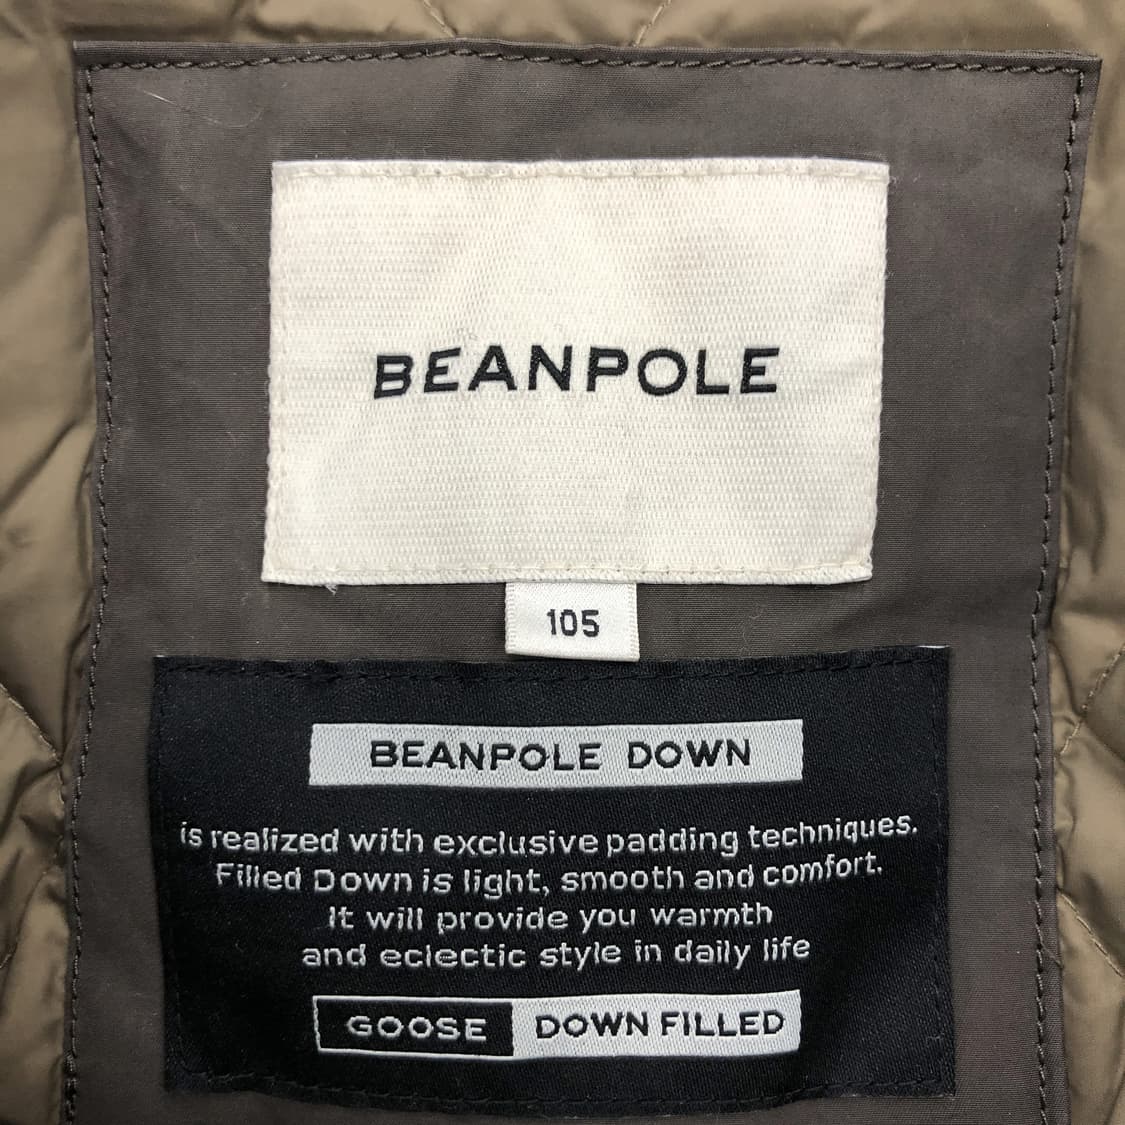 BEANPOLE
105
BEANPOLE DOWN
is realized with exclusive padding techniques.
Filled Down is light, smooth and comfort.
It will provide you warmth
and eclectic style in daily life
GOOSE DOWN FILLED